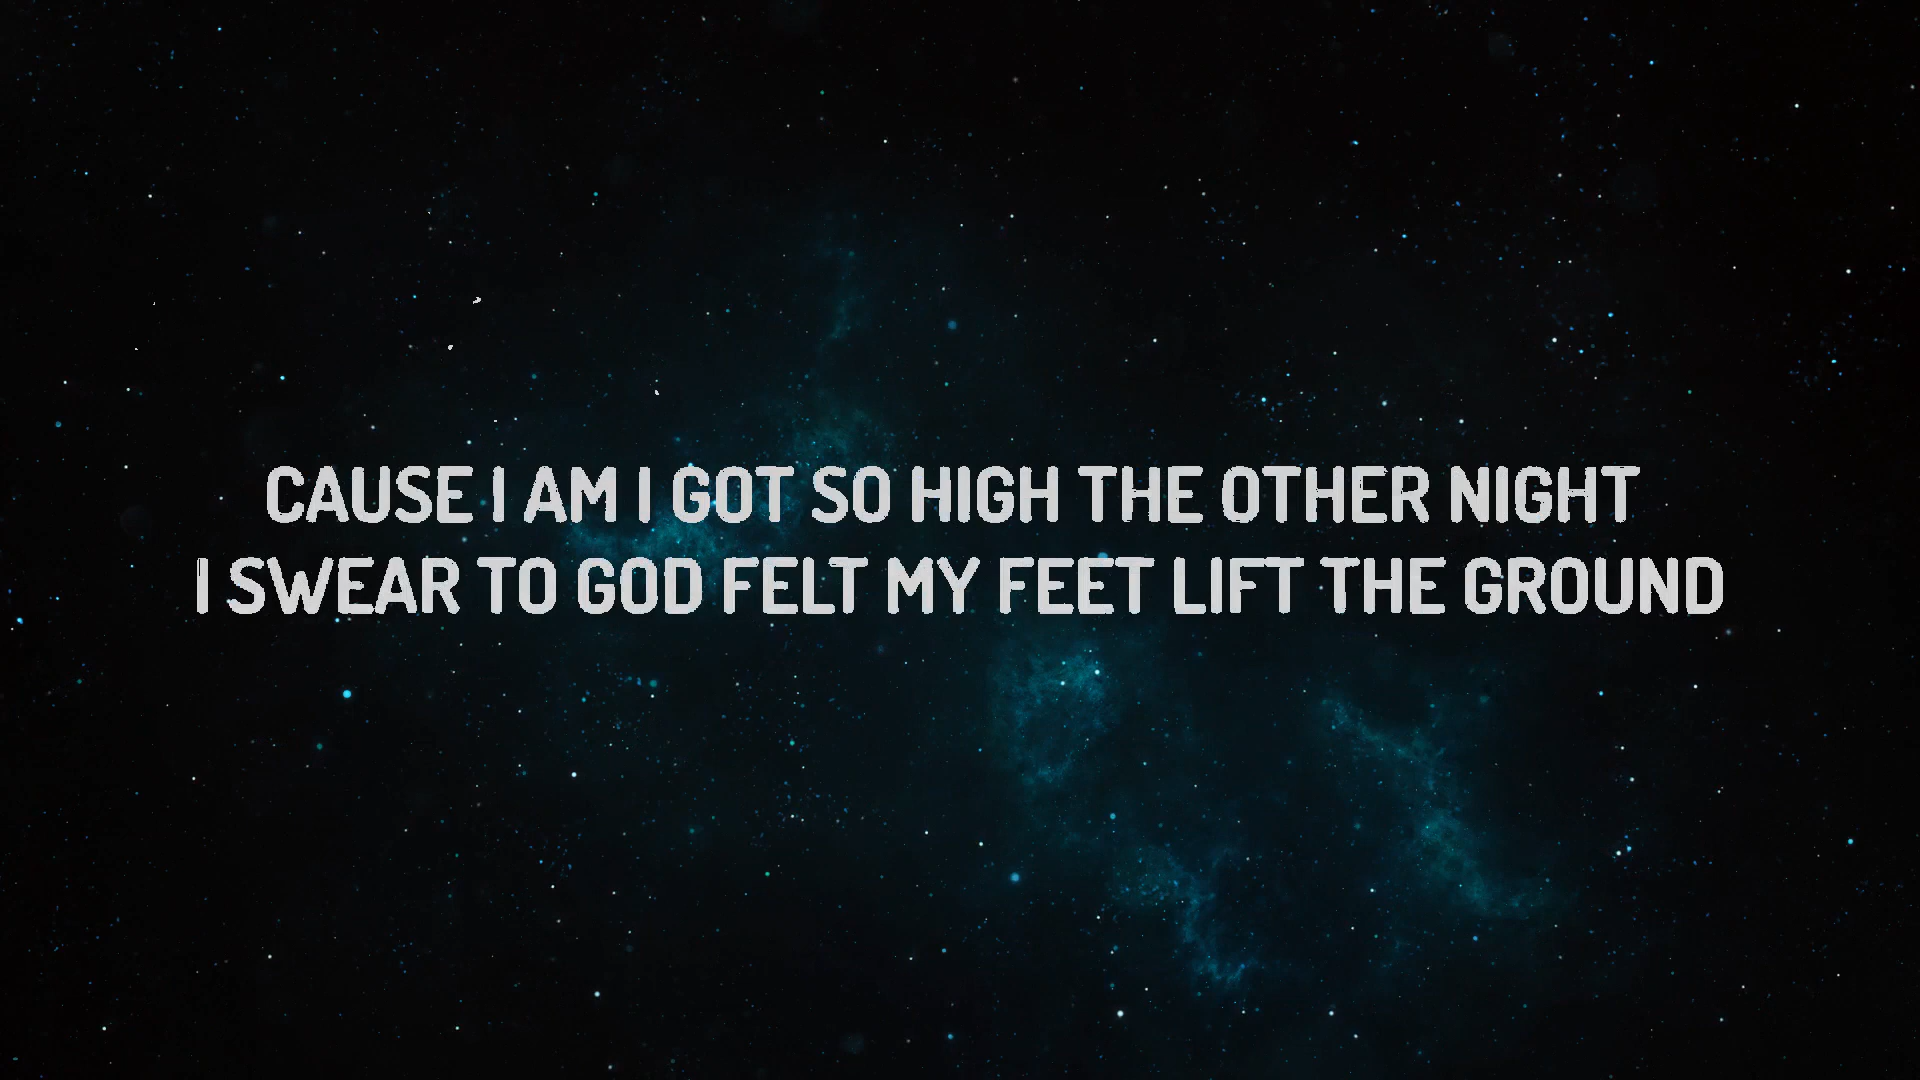 CAUSE I AM I GOT SO HIGH THE OTHER NIGHT
I SWEAR TO GOD FELT MY FEET LIFT THE GROUND